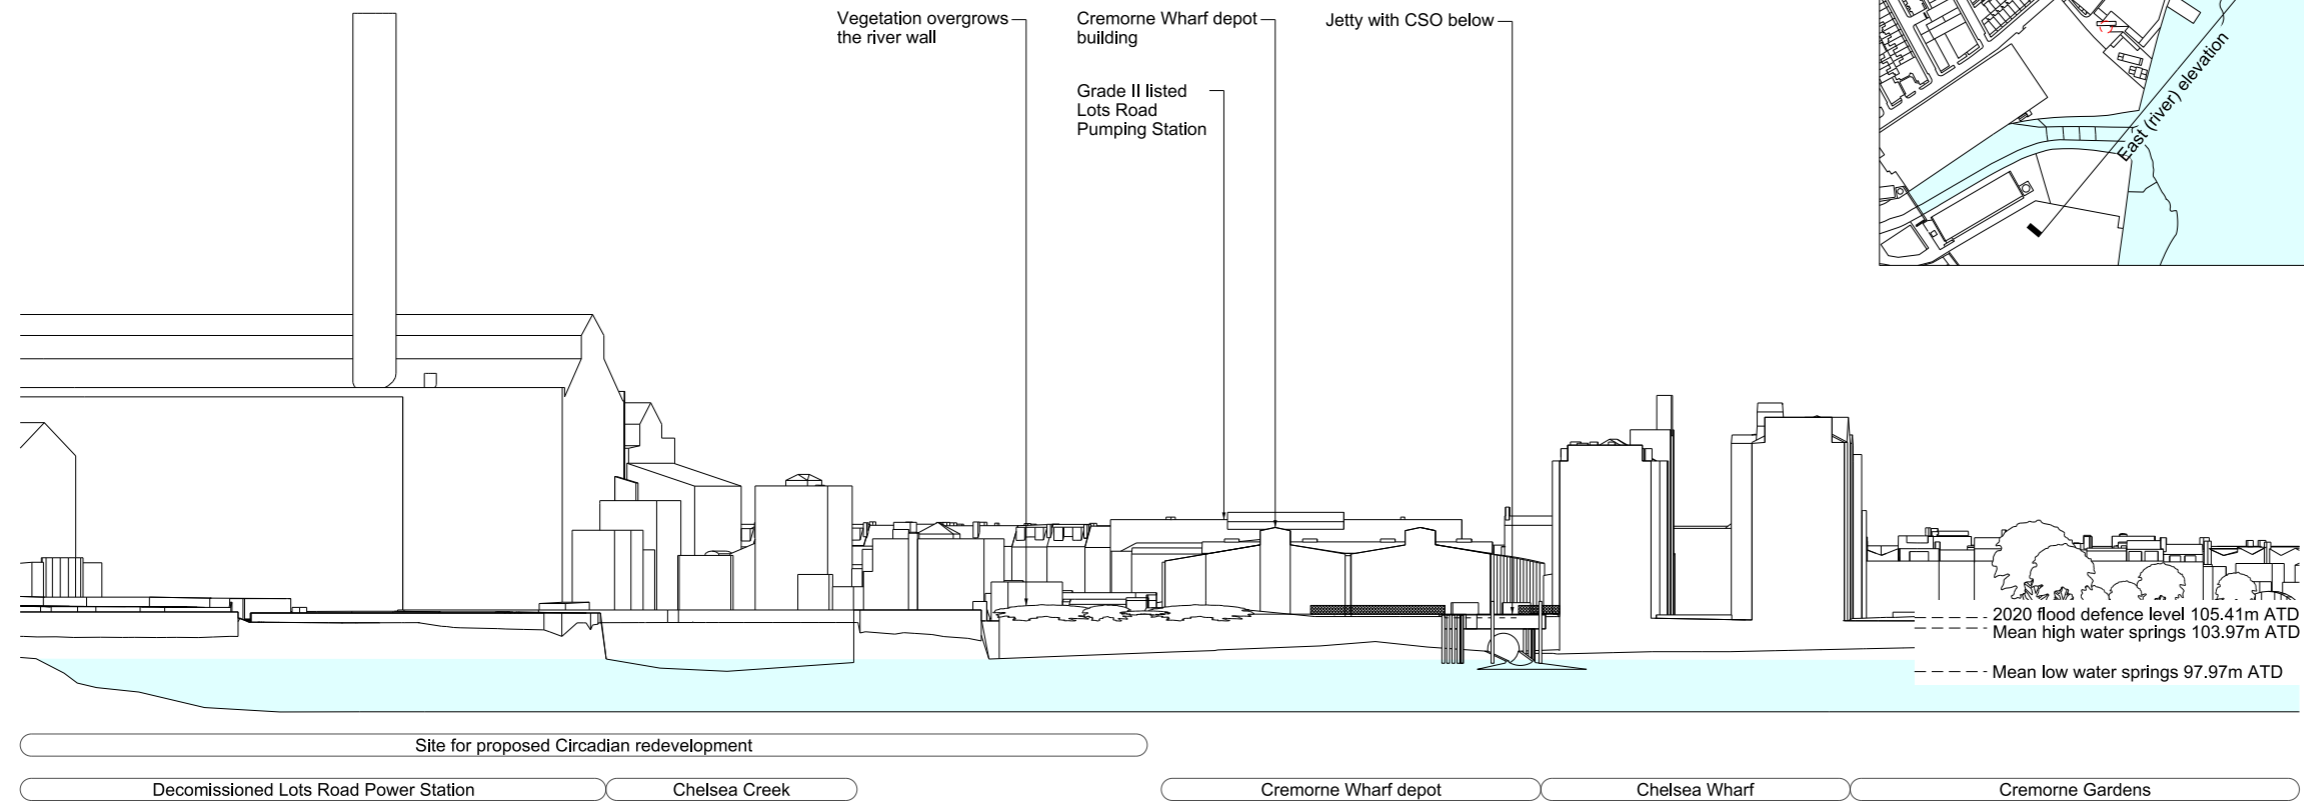 Vegetation overgrows
the river wall
Cremorne Wharf depot
building
Grade II listed
Lots Road
Pumping Station
Jetty with CSO below
East (river) elevation
2020 flood defence level 105.41m ATD
Mean high water springs 103.97m ATD
Mean low water springs 97.97m ATD
Site for proposed Circadian redevelopment
Decomissioned Lots Road Power Station
Chelsea Creek
Cremorne Wharf depot
Chelsea Wharf
Cremorne Gardens